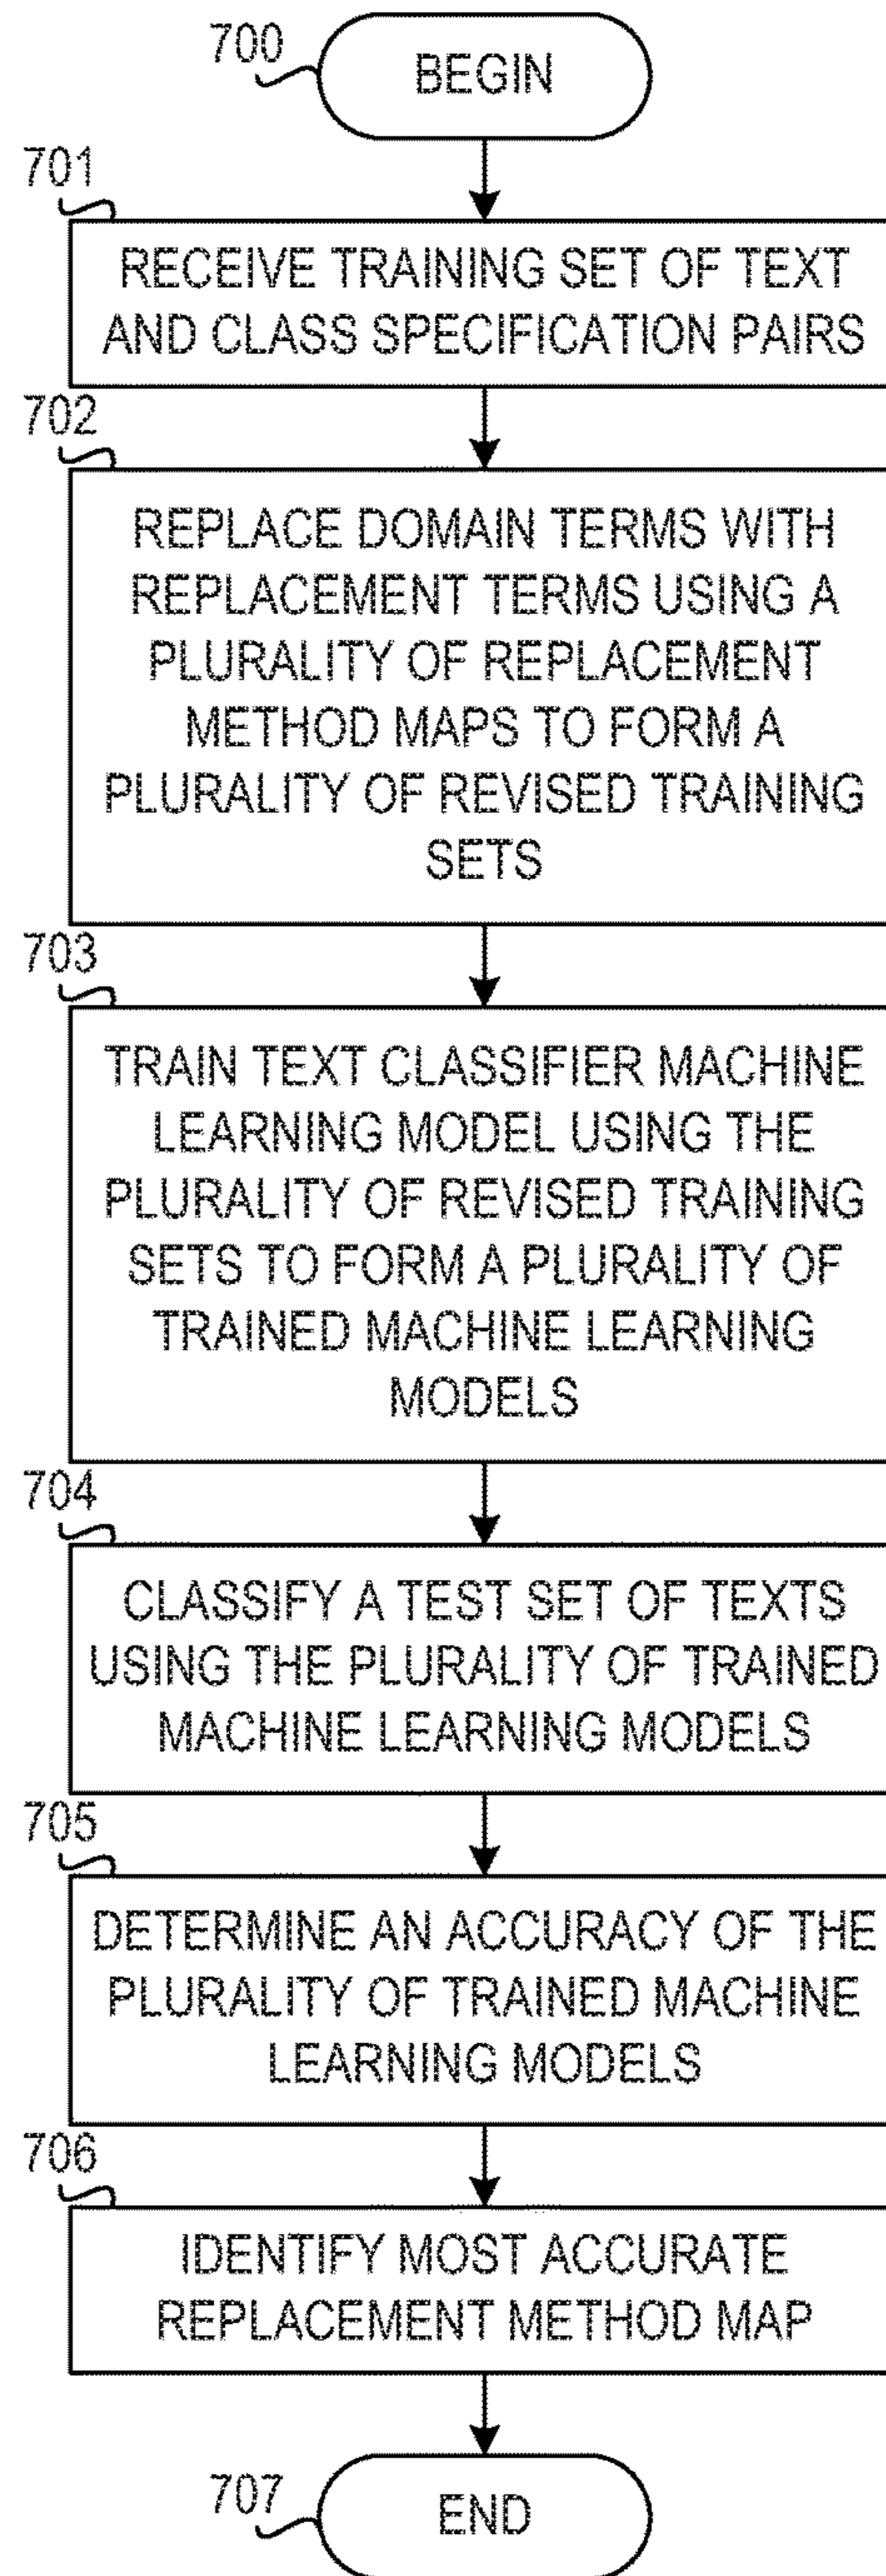 700
BEGIN
701
RECEIVE TRAINING SET OF TEXT
AND CLASS SPECIFICATION PAIRS
702
REPLACE DOMAIN TERMS WITH
REPLACEMENT TERMS USING A
PLURALITY OF REPLACEMENT
METHOD MAPS TO FORM A
PLURALITY OF REVISED TRAINING
SETS
703
TRAIN TEXT CLASSIFIER MACHINE
LEARNING MODEL USING THE
PLURALITY OF REVISED TRAINING
SETS TO FORM A PLURALITY OF
TRAINED MACHINE LEARNING
MODELS
704
CLASSIFY A TEST SET OF TEXTS
USING THE PLURALITY OF TRAINED
MACHINE LEARNING MODELS
705
DETERMINE AN ACCURACY OF THE
PLURALITY OF TRAINED MACHINE
LEARNING MODELS
706
IDENTIFY MOST ACCURATE
REPLACEMENT METHOD MAP
707
END